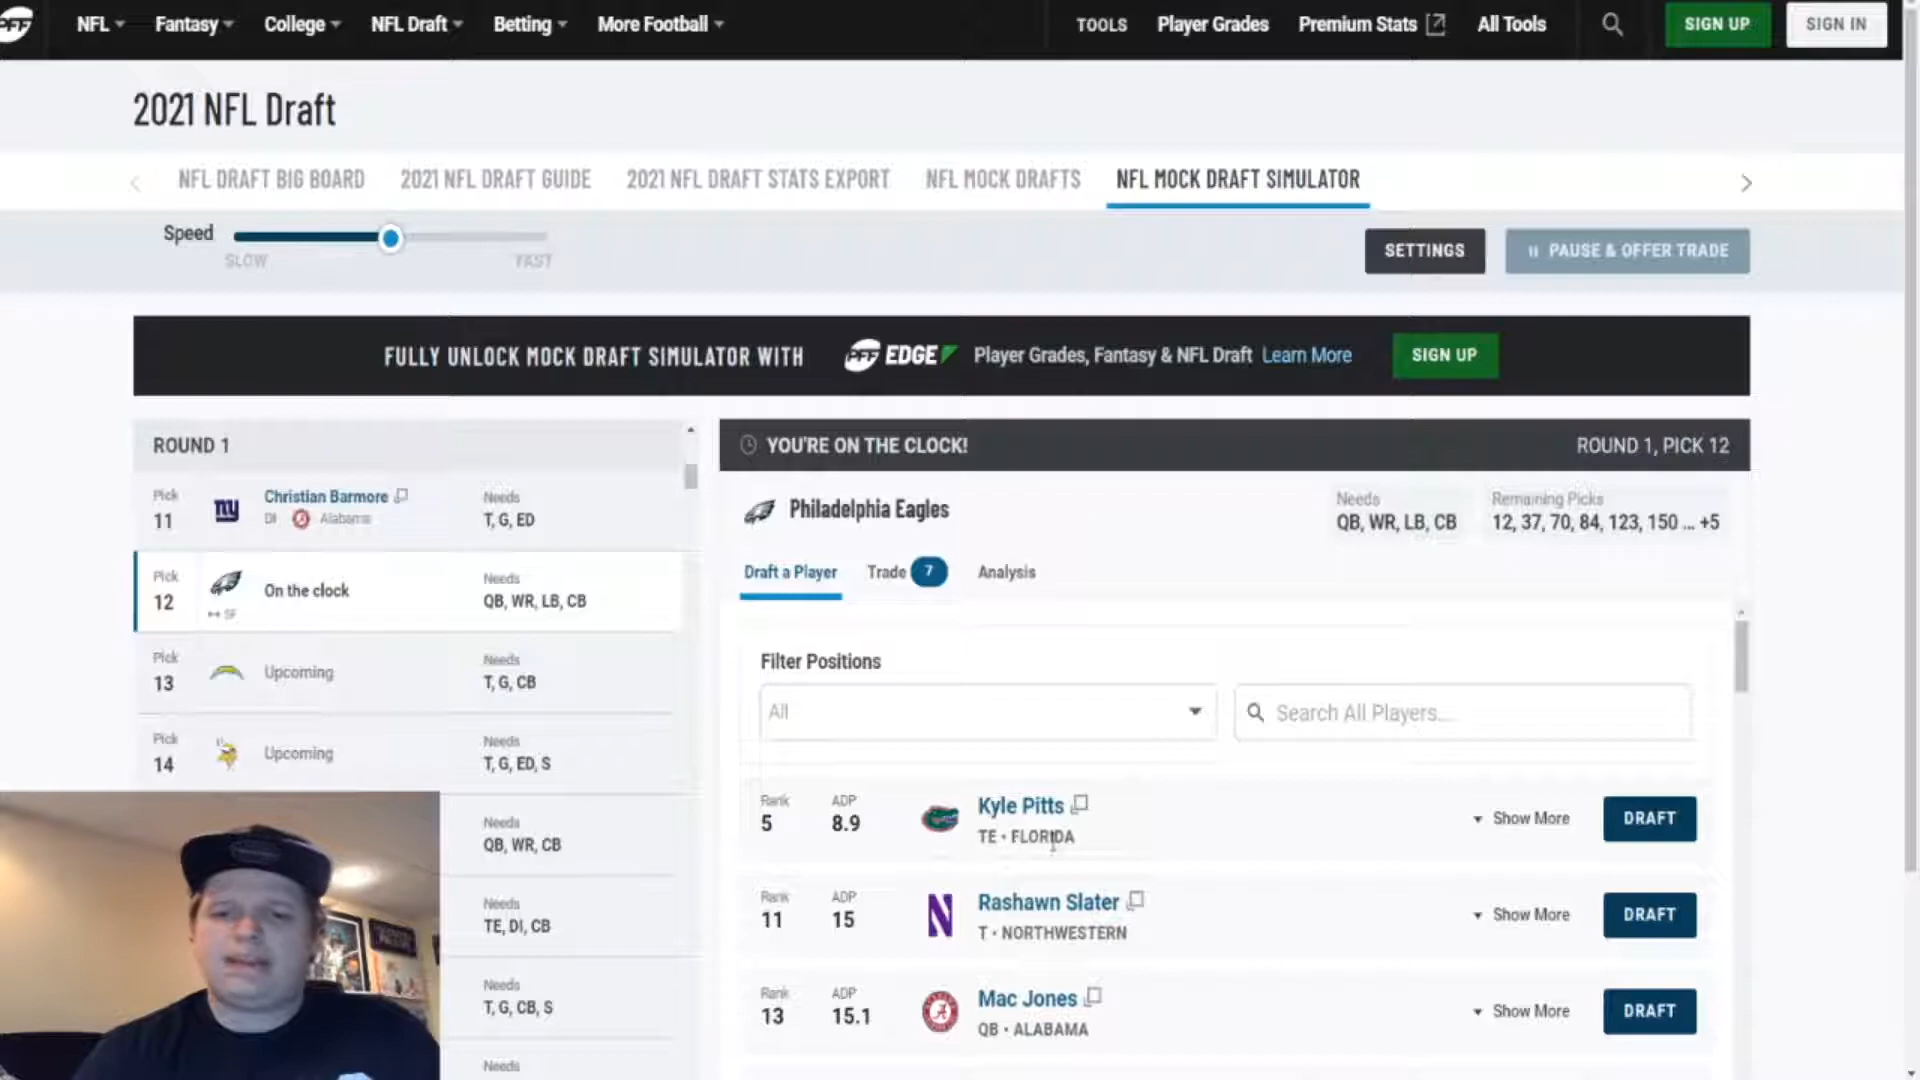 PFF NFL Fantasy College NFL Draft Betting More Football TOOLS Player Grades Premium Stats All Tools SIGN UP SIGN IN
2021 NFL Draft
NFL DRAFT BIG BOARD 2021 NFL DRAFT GUIDE 2021 NFL DRAFT STATS EXPORT NFL MOCK DRAFTS NFL MOCK DRAFT SIMULATOR
Speed
SLOW FAST
SETTINGS PAUSE & OFFER TRADE
FULLY UNLOCK MOCK DRAFT SIMULATOR WITH PFF EDGE Player Grades, Fantasy & NFL Draft Learn More SIGN UP
ROUND 1
Pick 11 ny Christian Barmore Needs
DI Alabama T, G, ED
Pick 12 On the clock Needs
SF QB, WR, LB, CB
Pick 13 Upcoming Needs
T, G, CB
Pick 14 Upcoming Needs
T, G, ED, S
Needs
QB, WR, CB
Needs
TE, DI, CB
Needs
T, G, CB, S
Needs
YOU'RE ON THE CLOCK! ROUND 1, PICK 12
Philadelphia Eagles Needs Remaining Picks
QB, WR, LB, CB 12, 37, 70, 84, 123, 150 ... +5
Draft a Player Trade 7 Analysis
Filter Positions
All Search All Players...
Rank ADP Kyle Pitts Show More DRAFT
5 8.9 TE • FLORIDA
Rank ADP Rashawn Slater Show More DRAFT
11 15 N T • NORTHWESTERN
Rank ADP Mac Jones Show More DRAFT
13 15.1 A QB • ALABAMA